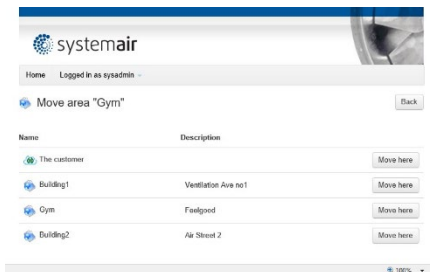 systemair
Home Logged in as sysadmin
Move area "Gym" Back
Name Description
The customer Move here
Building1 Ventilation Ave no1 Move here
Gym Feelgood Move here
Building2 Air Street 2 Move here
100%